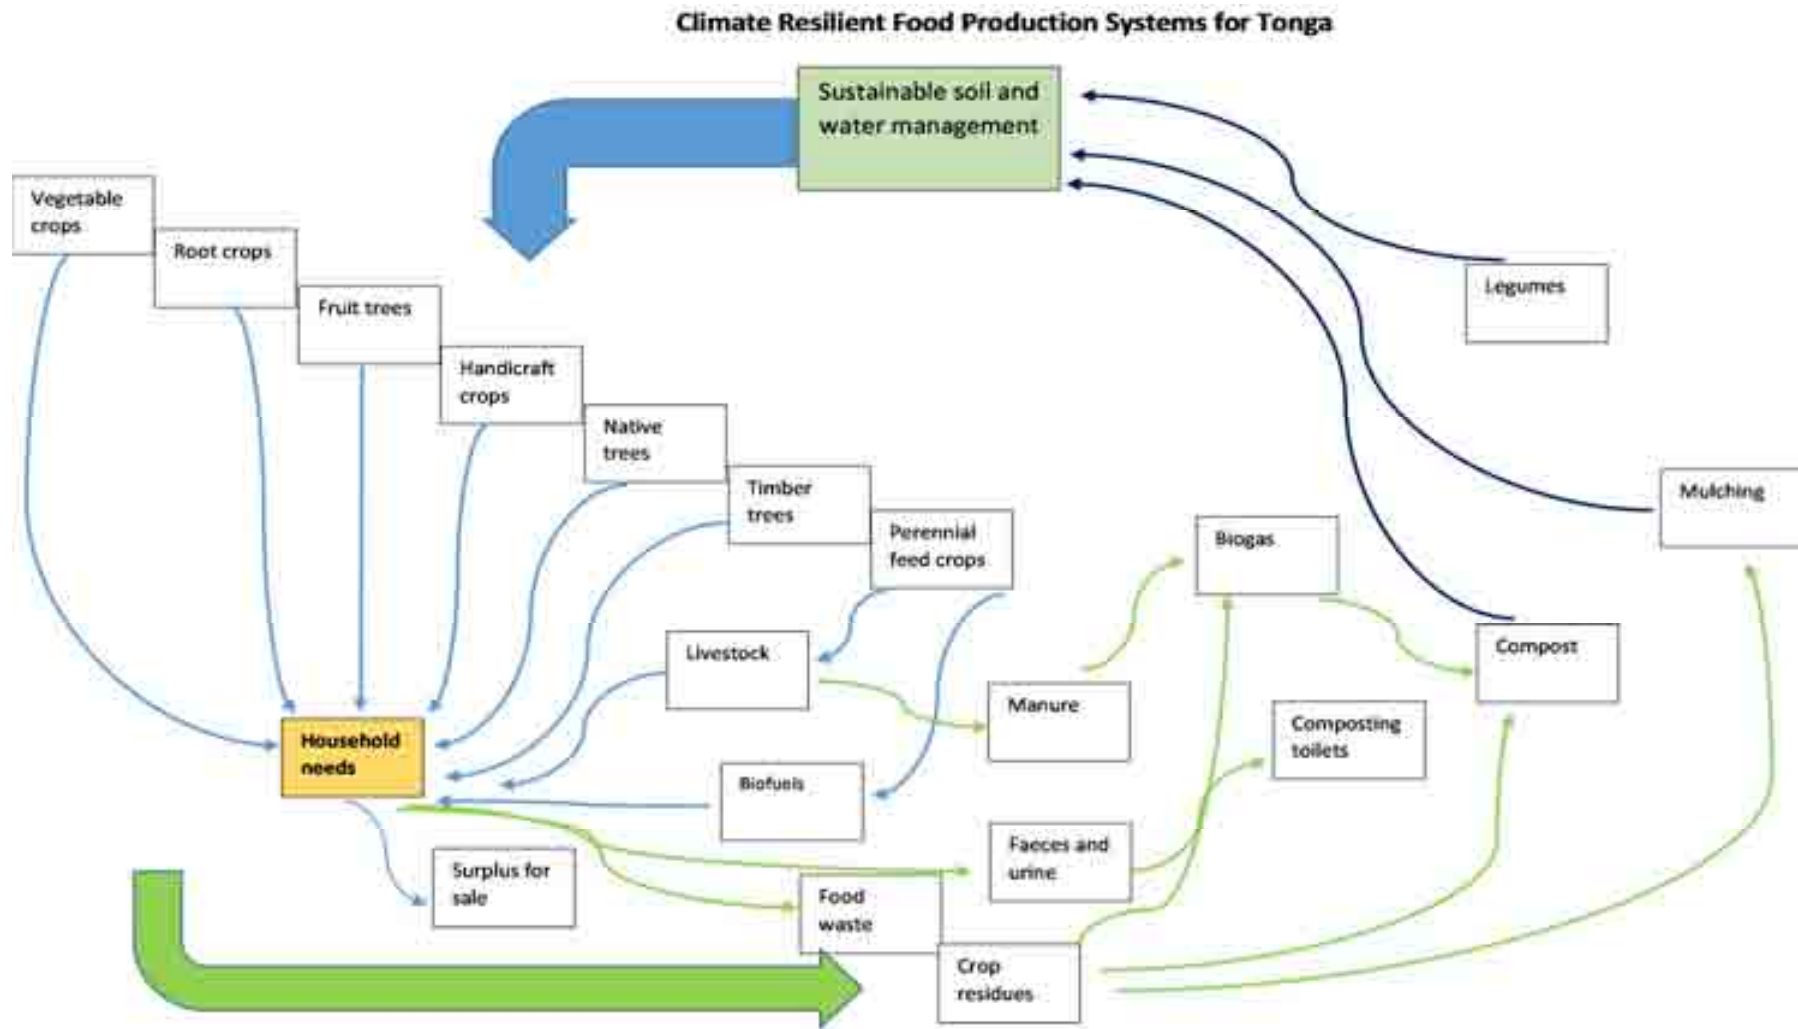 Climate Resilient Food Production Systems for Tonga
Sustainable soil and
water management
Vegetable
crops
Root crops
Fruit trees
Handicraft
crops
Native
trees
Timber
trees
Perennial
feed crops
Legumes
Mulching
Biogas
Compost
Livestock
Manure
Composting
toilets
Household
needs
Biofuels
Faeces and
urine
Surplus for
sale
Food
waste
Crop
residues